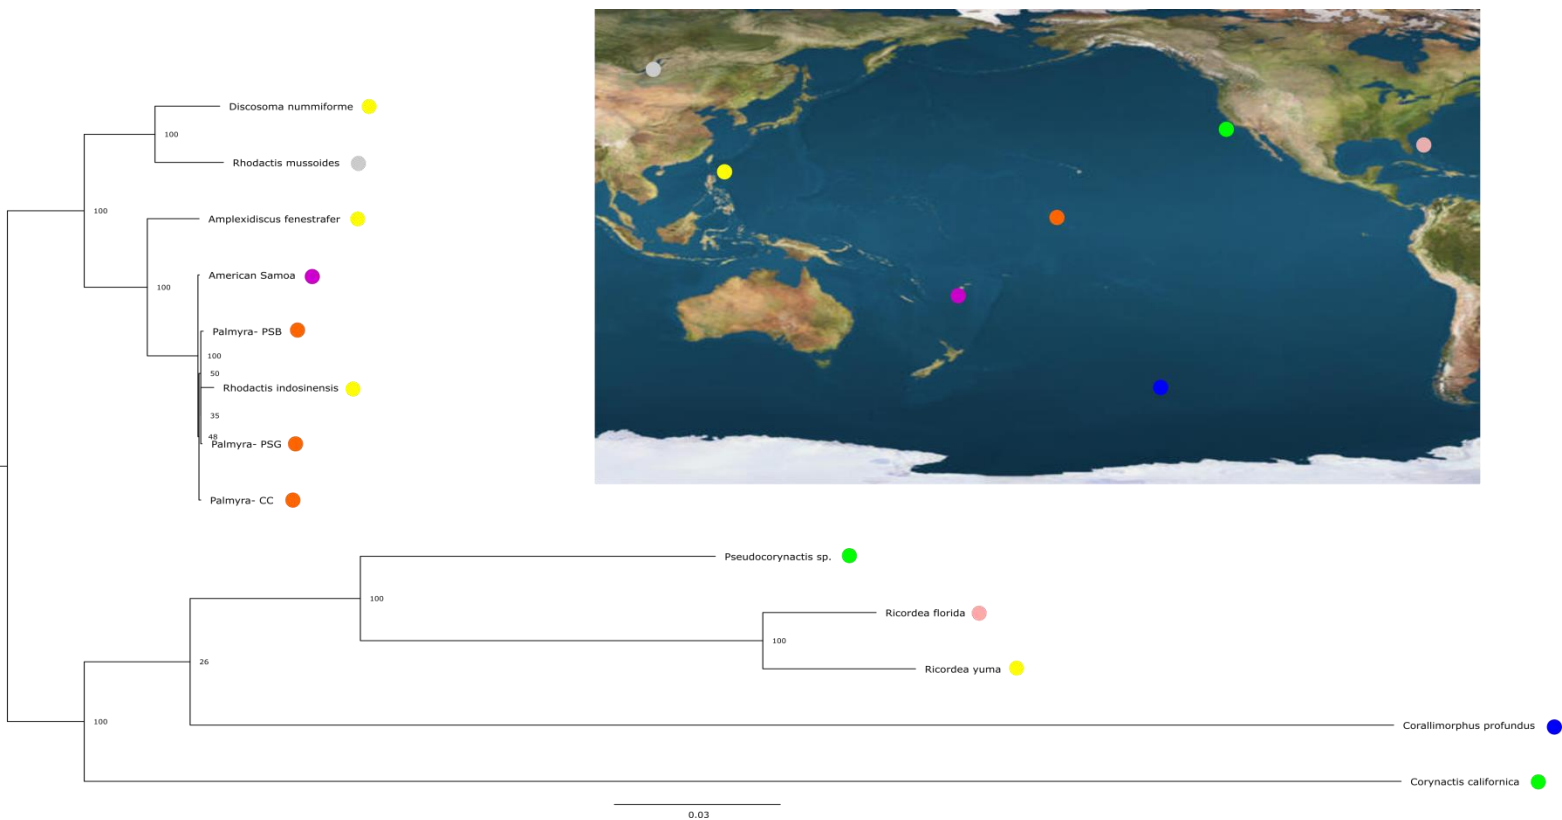 Discosoma nummiforme
100
Rhodactis mussoides
100
Amplexidiscus fenestrafer
American Samoa
100
Palmyra- PSB
100
50
Rhodactis indosinensis
35
48
Palmyra- PSG
Palmyra- CC
Pseudocorynactis sp.
100
Ricordea florida
100
26
Ricordea yuma
100
Corallimorphus profundus
Corynactis californica
0.03